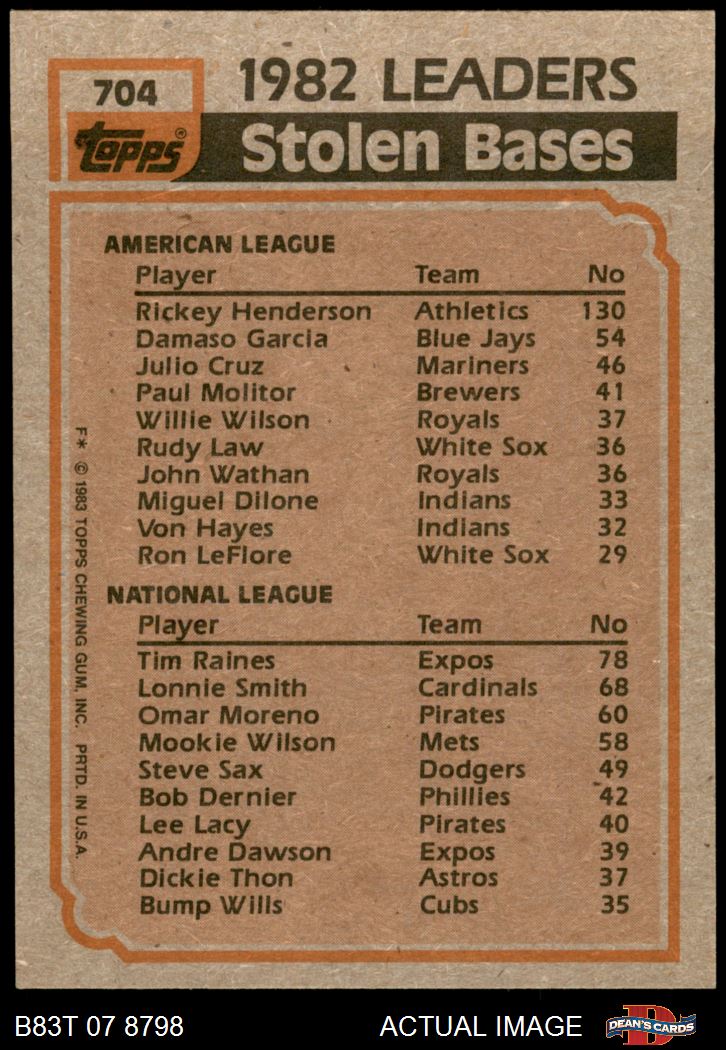 704
1982 LEADERS
Topps®
Stolen Bases
AMERICAN LEAGUE
Player Team No
Rickey Henderson Athletics 130
Damaso Garcia Blue Jays 54
Julio Cruz Mariners 46
Paul Molitor Brewers 41
Willie Wilson Royals 37
Rudy Law White Sox 36
John Wathan Royals 36
Miguel Dilone Indians 33
Von Hayes Indians 32
Ron LeFlore White Sox 29
NATIONAL LEAGUE
Player Team No
Tim Raines Expos 78
Lonnie Smith Cardinals 68
Omar Moreno Pirates 60
Mookie Wilson Mets 58
Steve Sax Dodgers 49
Bob Dernier Phillies 42
Lee Lacy Pirates 40
Andre Dawson Expos 39
Dickie Thon Astros 37
Bump Wills Cubs 35
F* © 1983 TOPPS CHEWING GUM, INC. PRTD. IN U.S.A.
B83T 07 8798
ACTUAL IMAGE
D
DEAN'S CARDS